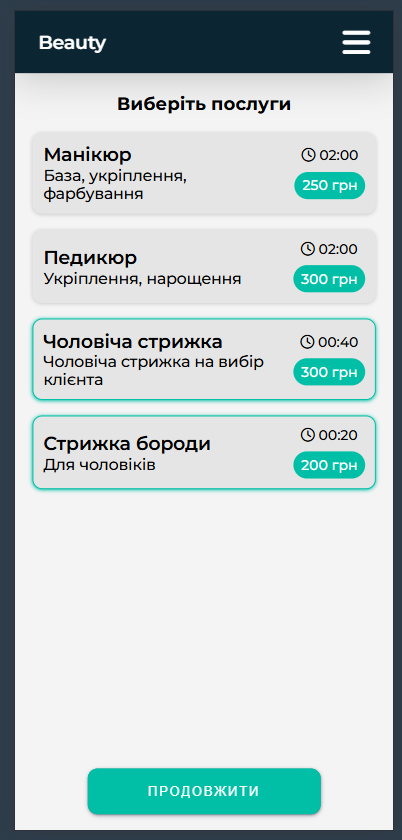 Beauty
Виберіть послуги
Манікюр
02:00
База, укріплення,
фарбування
250 грн
Педикюр
02:00
Укріплення, нарощення
300 грн
Чоловіча стрижка
00:40
Чоловіча стрижка на вибір
клієнта
300 грн
Стрижка бороди
00:20
Для чоловіків
200 грн
ПРОДОВЖИТИ